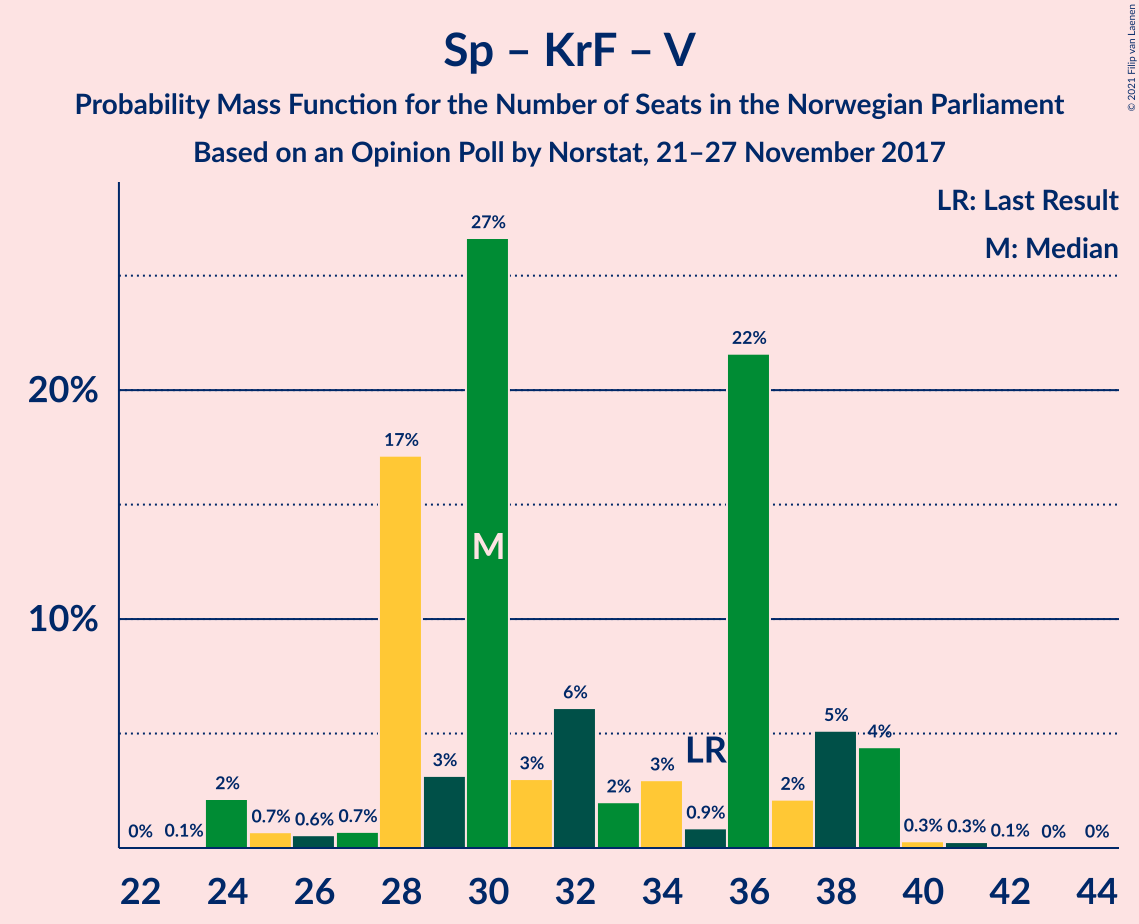 Sp – KrF – V
Probability Mass Function for the Number of Seats in the Norwegian Parliament
Based on an Opinion Poll by Norstat, 21–27 November 2017
© 2021 Filip van Laenen
LR: Last Result
M: Median
20%
10%
0%
0.1%
2%
0.7%
0.6%
0.7%
17%
3%
27%
M
3%
6%
2%
3%
LR
0.9%
22%
2%
5%
4%
0.3%
0.3%
0.1%
0%
0%
22 24 26 28 30 32 34 36 38 40 42 44